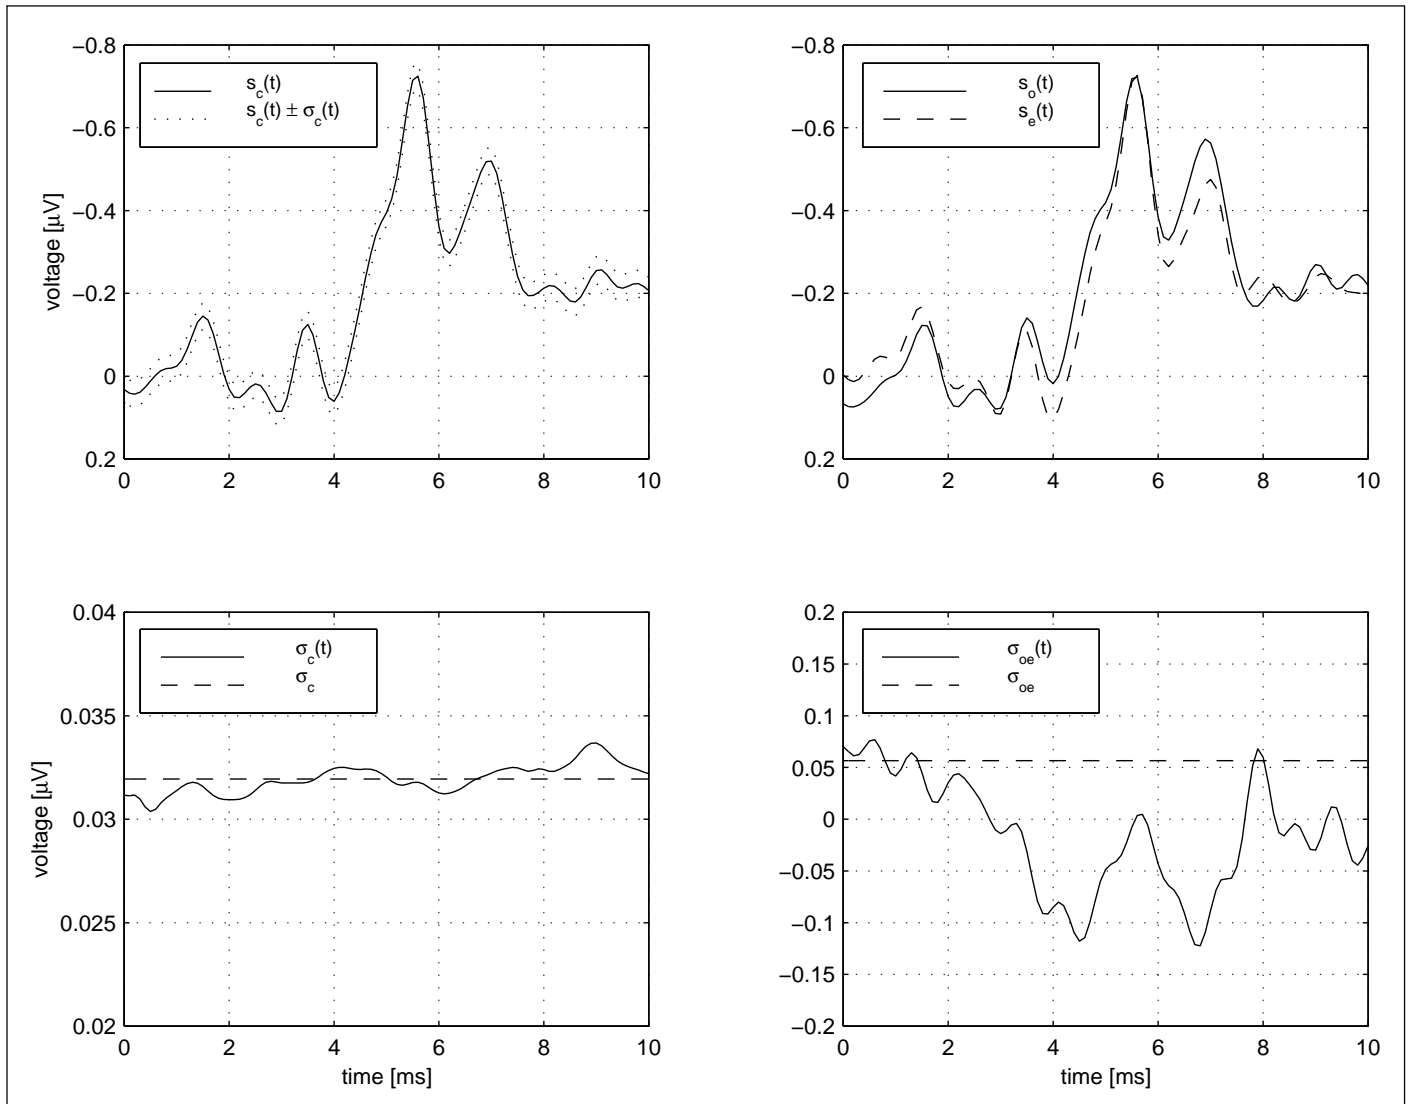 −0.8
−0.6
−0.4
−0.2
0
0.2
voltage [μV]
s_c(t)
s_c(t) ± σ_c(t)
0 2 4 6 8 10
−0.8
−0.6
−0.4
−0.2
0
0.2
s_o(t)
s_e(t)
0 2 4 6 8 10
0.04
0.035
0.03
0.025
0.02
voltage [μV]
σ_c(t)
σ_c
0 2 4 6 8 10
time [ms]
0.2
0.15
0.1
0.05
0
−0.05
−0.1
−0.15
−0.2
σ_oe(t)
σ_oe
0 2 4 6 8 10
time [ms]